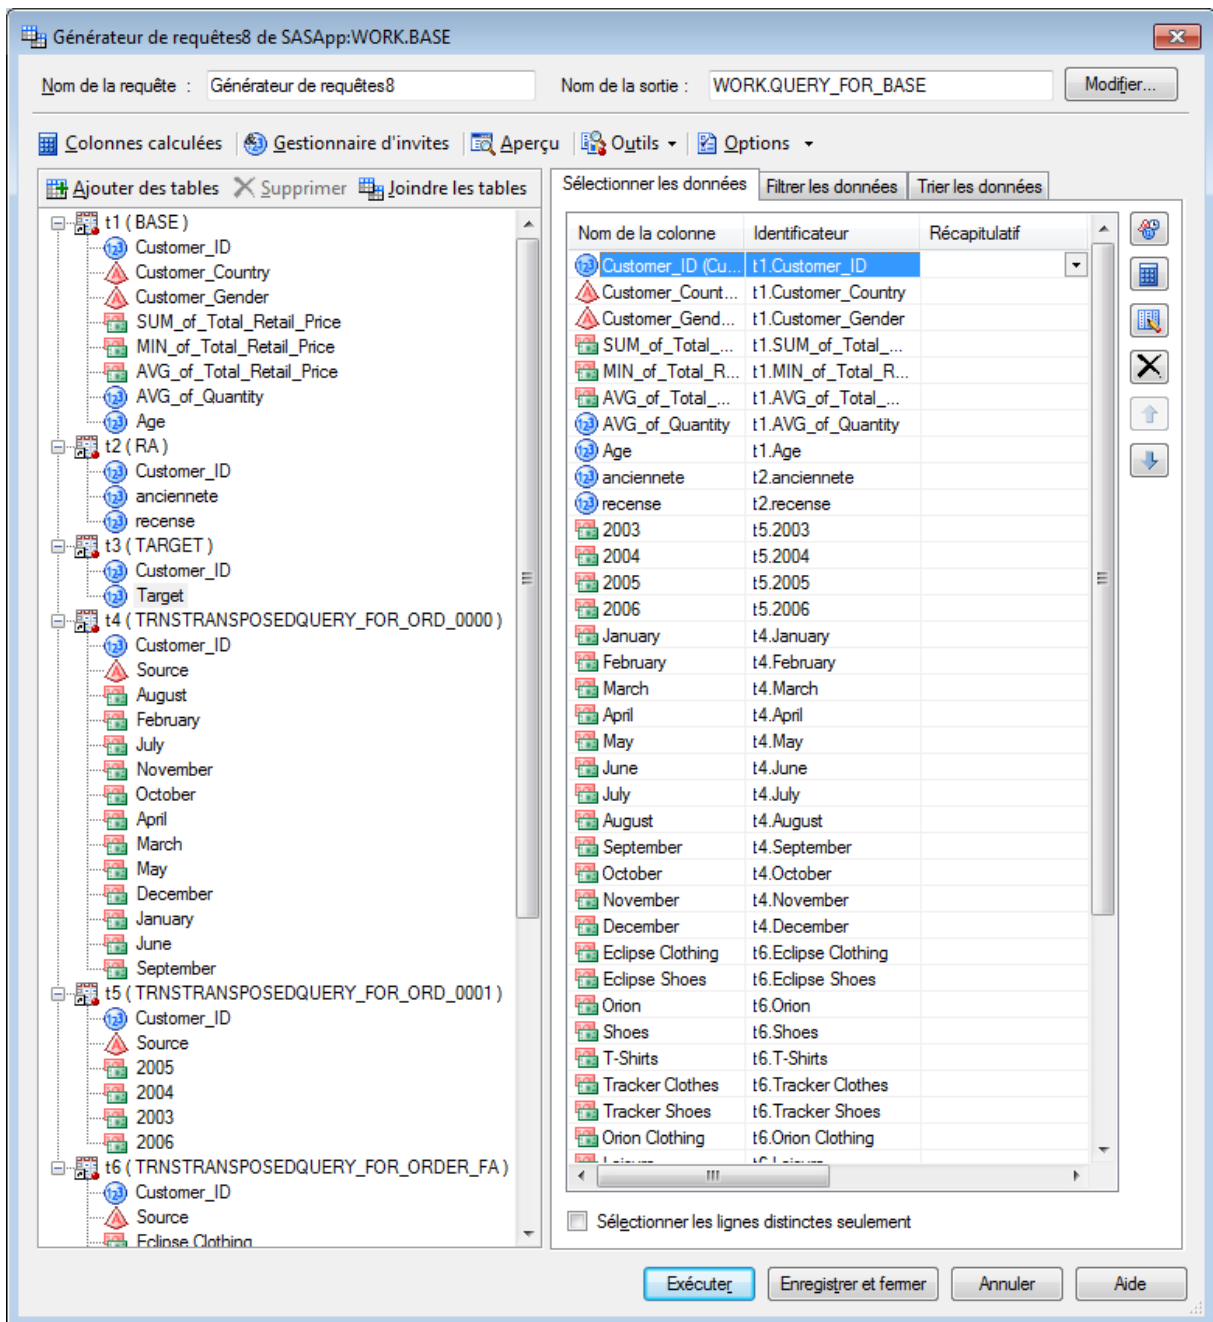 Générateur de requêtes8 de SASApp:WORK.BASE
Nom de la requête : Générateur de requêtes8 Nom de la sortie : WORK.QUERY_FOR_BASE Modifier...
Colonnes calculées Gestionnaire d'invites Aperçu Outils Options
Ajouter des tables Supprimer Joindre les tables
t1 ( BASE )
Customer_ID
Customer_Country
Customer_Gender
SUM_of_Total_Retail_Price
MIN_of_Total_Retail_Price
AVG_of_Total_Retail_Price
AVG_of_Quantity
Age
t2 ( RA )
Customer_ID
anciennete
recense
t3 ( TARGET )
Customer_ID
Target
t4 ( TRNSTRANSPOSEDQUERY_FOR_ORD_0000 )
Customer_ID
Source
August
February
July
November
October
April
March
May
December
January
June
September
t5 ( TRNSTRANSPOSEDQUERY_FOR_ORD_0001 )
Customer_ID
Source
2005
2004
2003
2006
t6 ( TRNSTRANSPOSEDQUERY_FOR_ORDER_FA )
Customer_ID
Source
Eclipse Clothing
Sélectionner les données Filtrer les données Trier les données
Nom de la colonne Identificateur Récapitulatif
Customer_ID (Cu... t1.Customer_ID
Customer_Count... t1.Customer_Country
Customer_Gend... t1.Customer_Gender
SUM_of_Total_... t1.SUM_of_Total_...
MIN_of_Total_R... t1.MIN_of_Total_R...
AVG_of_Total_... t1.AVG_of_Total_...
AVG_of_Quantity t1.AVG_of_Quantity
Age t1.Age
anciennete t2.anciennete
recense t2.recense
2003 t5.2003
2004 t5.2004
2005 t5.2005
2006 t5.2006
January t4.January
February t4.February
March t4.March
April t4.April
May t4.May
June t4.June
July t4.July
August t4.August
September t4.September
October t4.October
November t4.November
December t4.December
Eclipse Clothing t6.Eclipse Clothing
Eclipse Shoes t6.Eclipse Shoes
Orion t6.Orion
Shoes t6.Shoes
T-Shirts t6.T-Shirts
Tracker Clothes t6.Tracker Clothes
Tracker Shoes t6.Tracker Shoes
Orion Clothing t6.Orion Clothing
Sélectionner les lignes distinctes seulement
Exécuter Enregistrer et fermer Annuler Aide